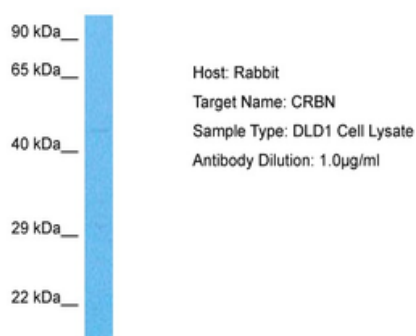 90 kDa__
65 kDa__
Host: Rabbit
Target Name: CRBN
Sample Type: DLD1 Cell Lysate
40 kDa__
Antibody Dilution: 1.0µg/ml
29 kDa__
22 kDa__